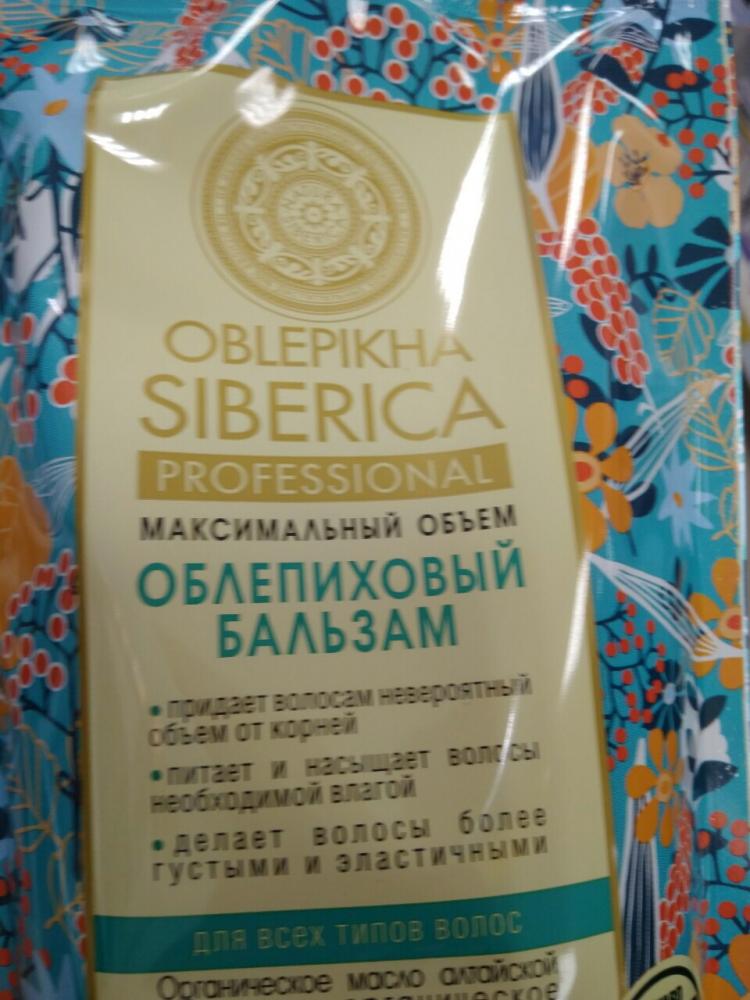 OBLEPIKHA
SIBERICA
PROFESSIONAL
МАКСИМАЛЬНЫЙ ОБЪЕМ
ОБЛЕПИХОВЫЙ
БАЛЬЗАМ
• придает волосам невероятный
объем от корней
• питает и насыщает волосы
необходимой влагой
• делает волосы более
густыми и эластичными
для всех типов волос
Органическое масло алтайской